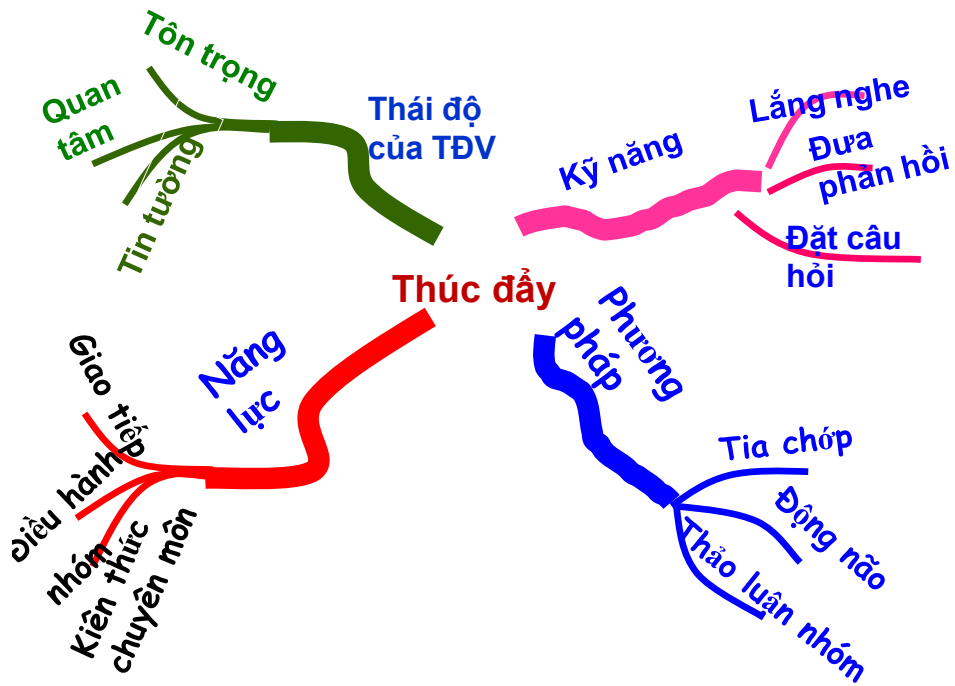 Thúc đẩy
Thái độ
của TĐV
Tôn trọng
Quan
tâm
Tin tường
Kỹ năng
Lắng nghe
Đưa
phản hồi
Đặt câu
hỏi
Phương
pháp
Tia chớp
Động não
Thảo luận nhóm
Năng
lực
Giao tiếp
Điều hành
nhóm
Kiên thức
chuyên môn